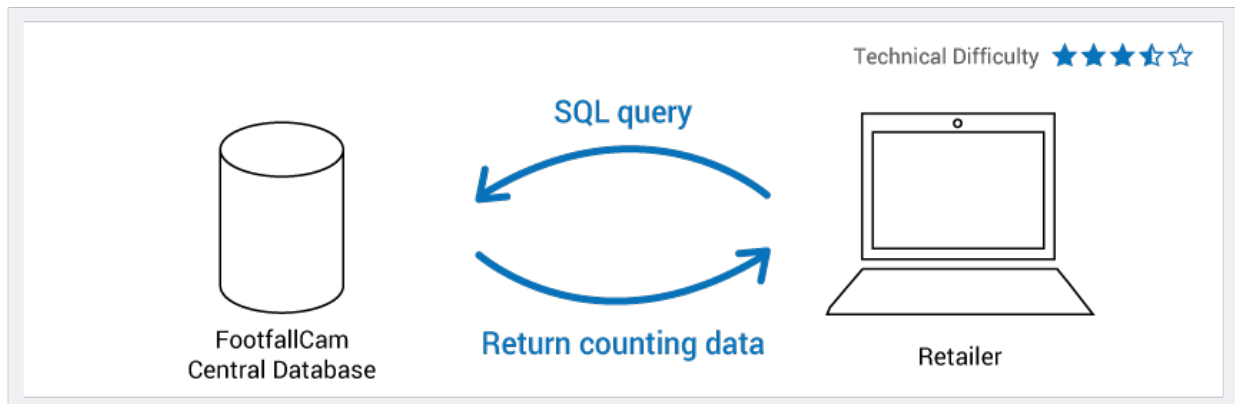 Technical Difficulty
SQL query
Return counting data
FootfallCam
Central Database
Retailer